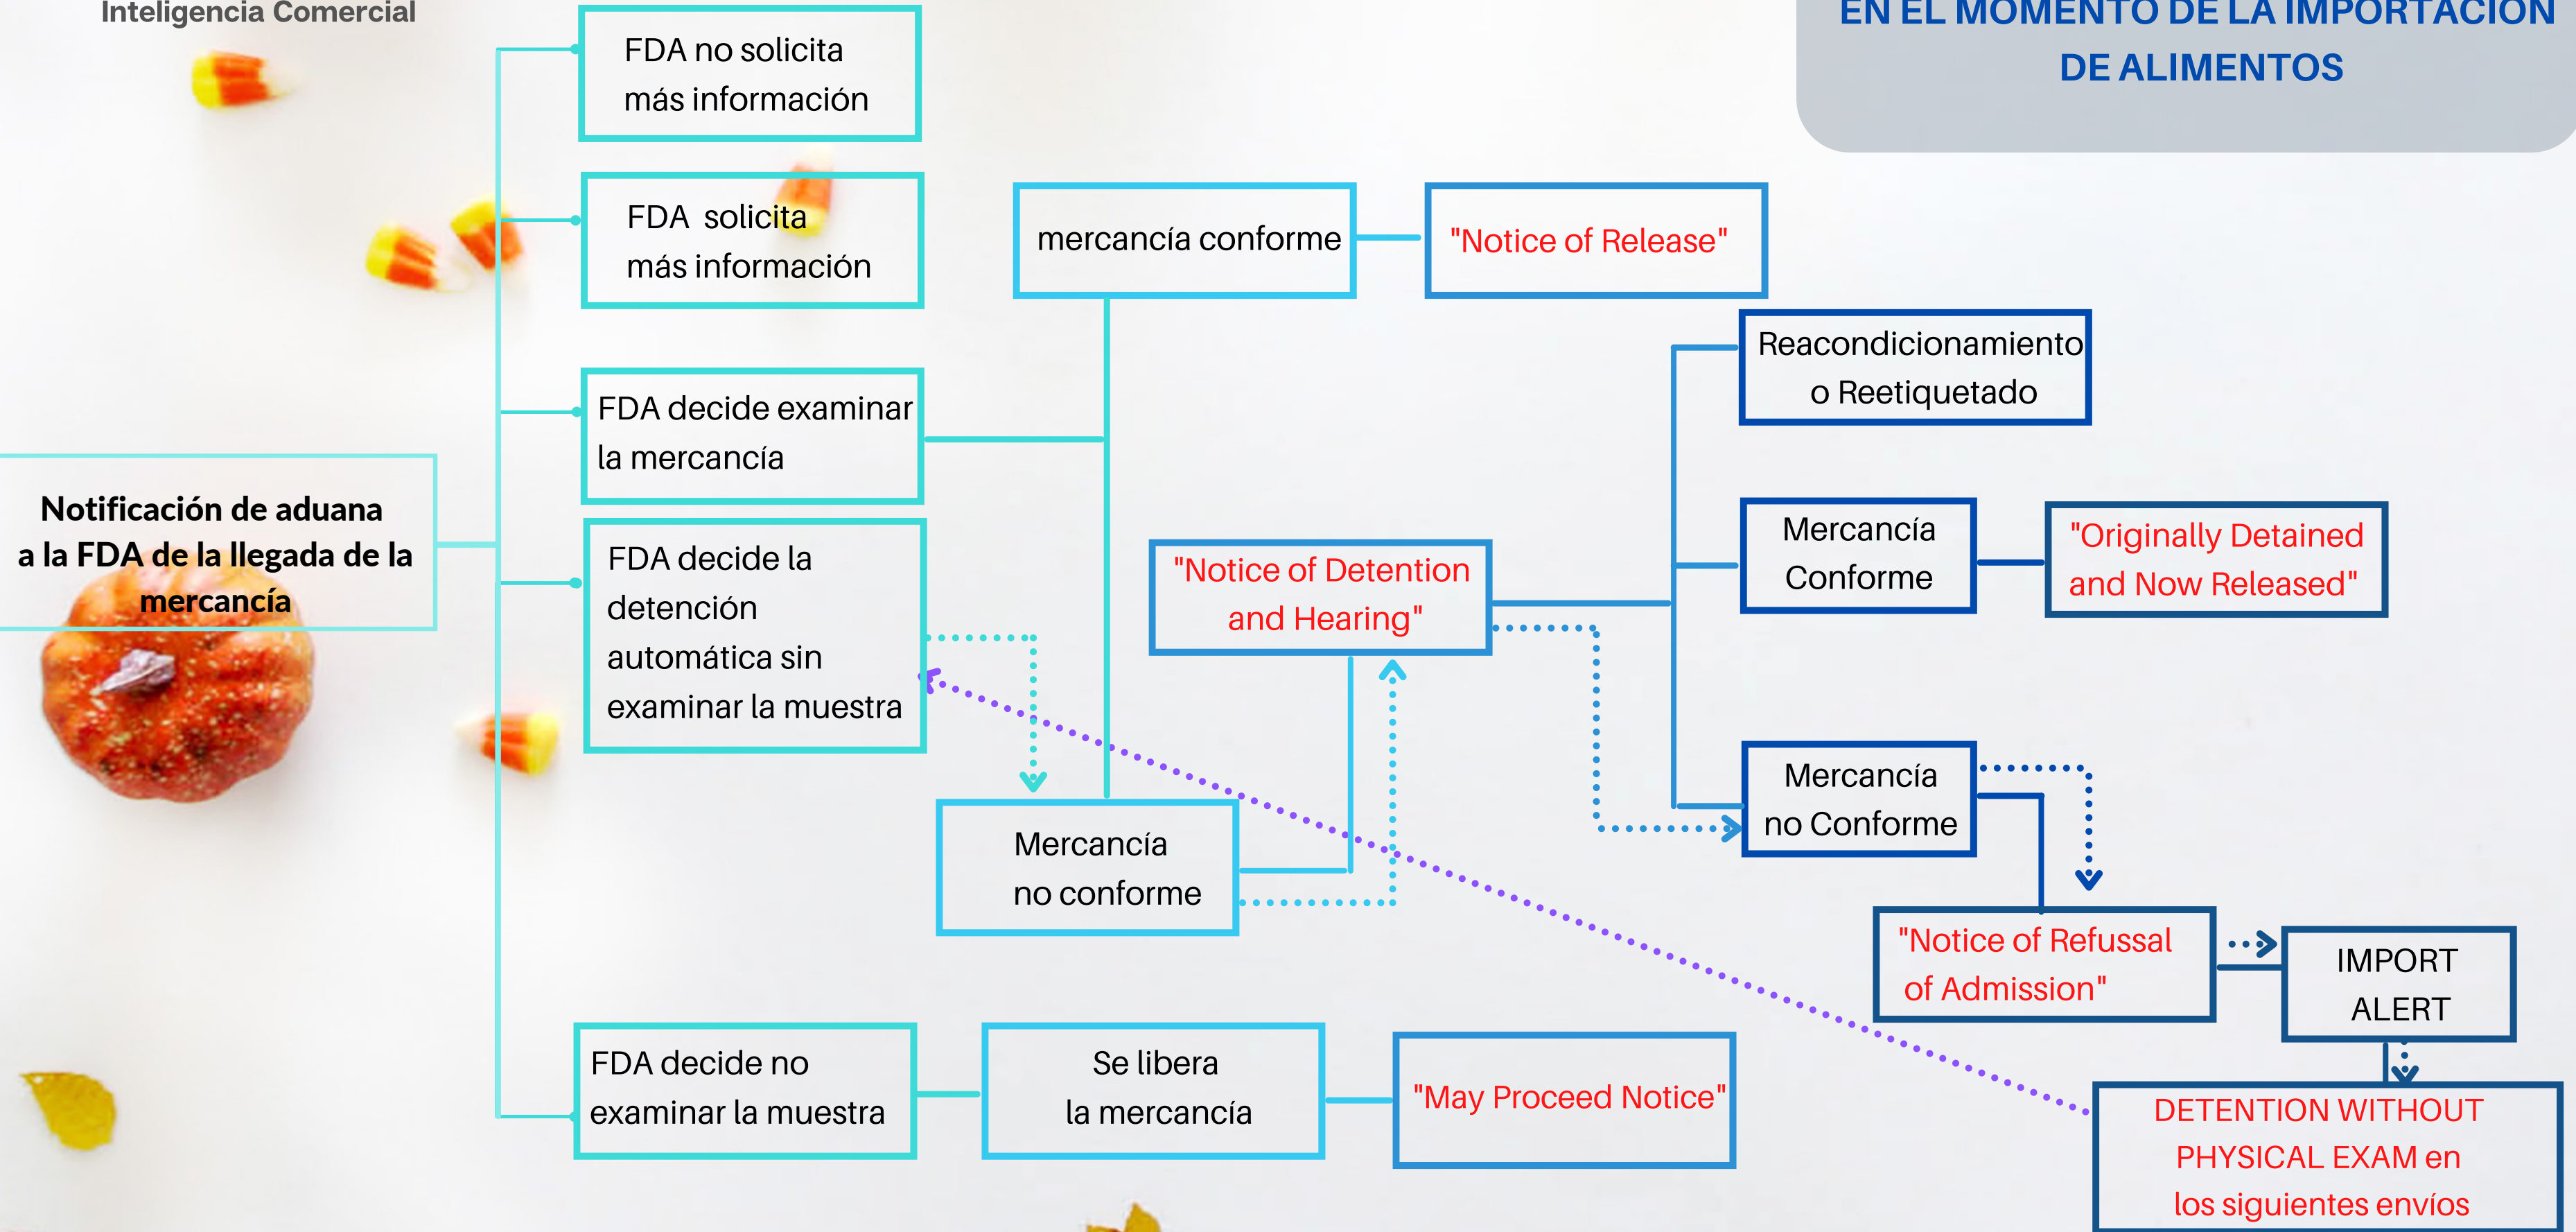 Inteligencia Comercial
EN EL MOMENTO DE LA IMPORTACIÓN
DE ALIMENTOS
FDA no solicita
más información
FDA solicita
más información
mercancía conforme
"Notice of Release"
Reacondicionamiento
o Reetiquetado
FDA decide examinar
la mercancía
Notificación de aduana
a la FDA de la llegada de la
mercancía
FDA decide la
detención
automática sin
examinar la muestra
"Notice of Detention
and Hearing"
Mercancía
Conforme
"Originally Detained
and Now Released"
Mercancía
no conforme
Mercancía
no Conforme
"Notice of Refussal
of Admission"
IMPORT
ALERT
FDA decide no
examinar la muestra
Se libera
la mercancía
"May Proceed Notice"
DETENTION WITHOUT
PHYSICAL EXAM en
los siguientes envíos